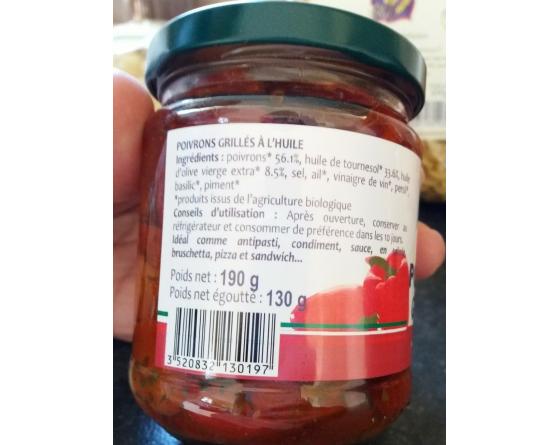 POIVRONS GRILLÉS À L'HUILE
Ingrédients : poivrons* 56.1%, huile de tournesol* 33.6%, huile
d'olive vierge extra* 8.5%, sel, ail*, vinaigre de vin*, persil*,
basilic*, piment*
*produits issus de l'agriculture biologique
Conseils d'utilisation : Après ouverture, conserver au
réfrigérateur et consommer de préférence dans les 10 jours.
Idéal comme antipasti, condiment, sauce, en
bruschetta, pizza et sandwich...
Poids net : 190 g
Poids net égoutté : 130 g
3 520832 130197